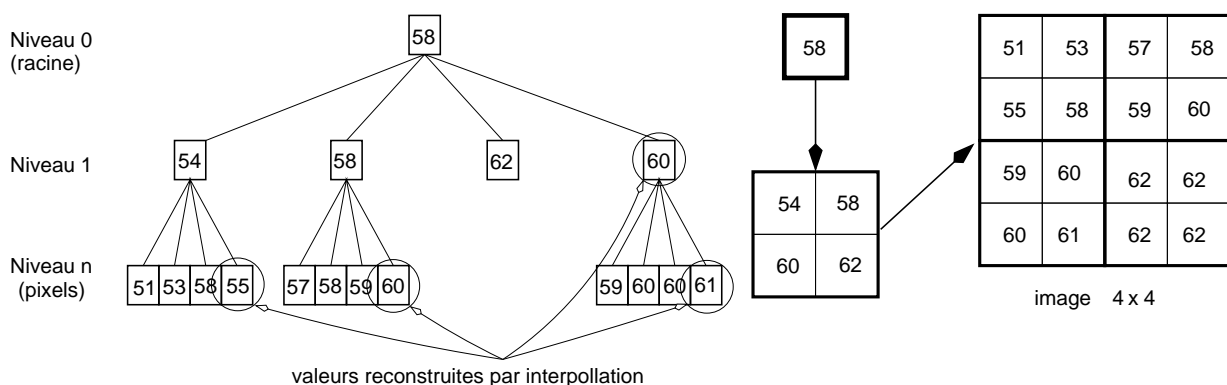 Niveau 0
(racine)
58
Niveau 1
54 58 62 60
Niveau n
(pixels)
51 53 58 55 57 58 59 60 59 60 60 61
valeurs reconstruites par interpollation
58
54 58
60 62
51 53 57 58
55 58 59 60
59 60 62 62
60 61 62 62
image 4 x 4